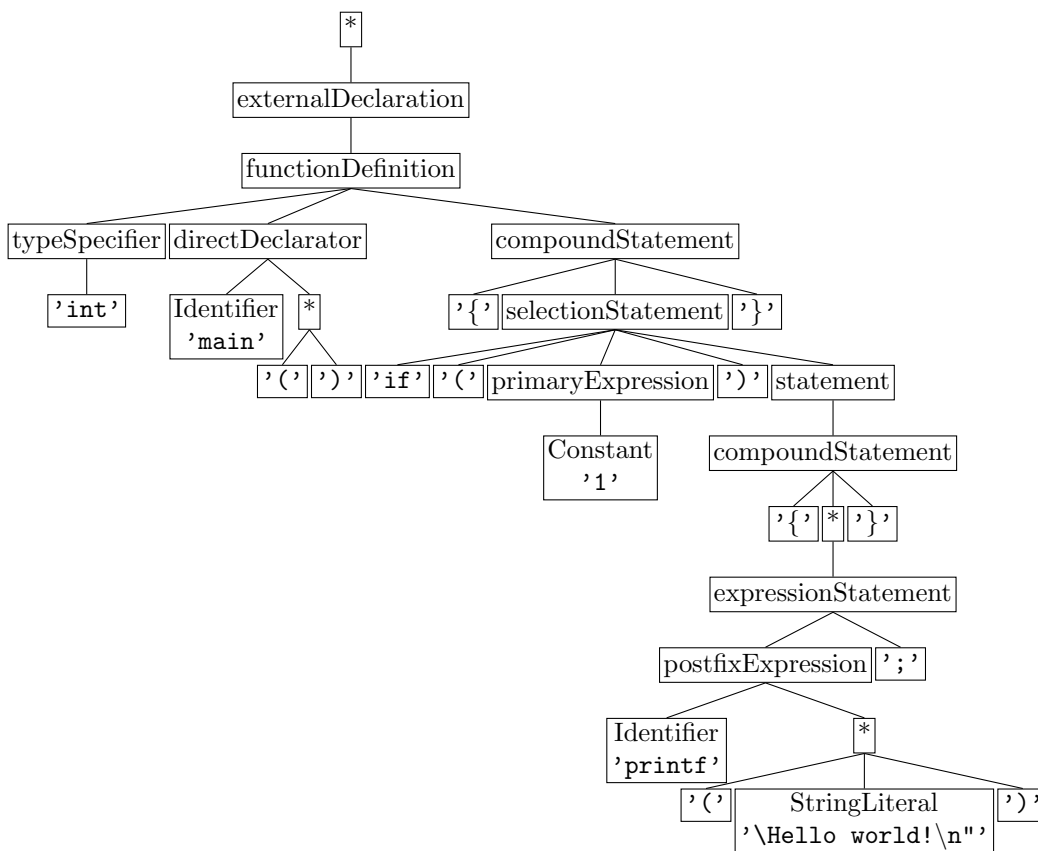 *
externalDeclaration
functionDefinition
typeSpecifier directDeclarator compoundStatement
'int' Identifier * '{' selectionStatement '}'
'main'
'(' ')' 'if' '(' primaryExpression ')' statement
Constant compoundStatement
'1'
'{' * '}'
expressionStatement
postfixExpression ';'
Identifier *
'printf'
'(' StringLiteral ')'
'\Hello world!\n"'